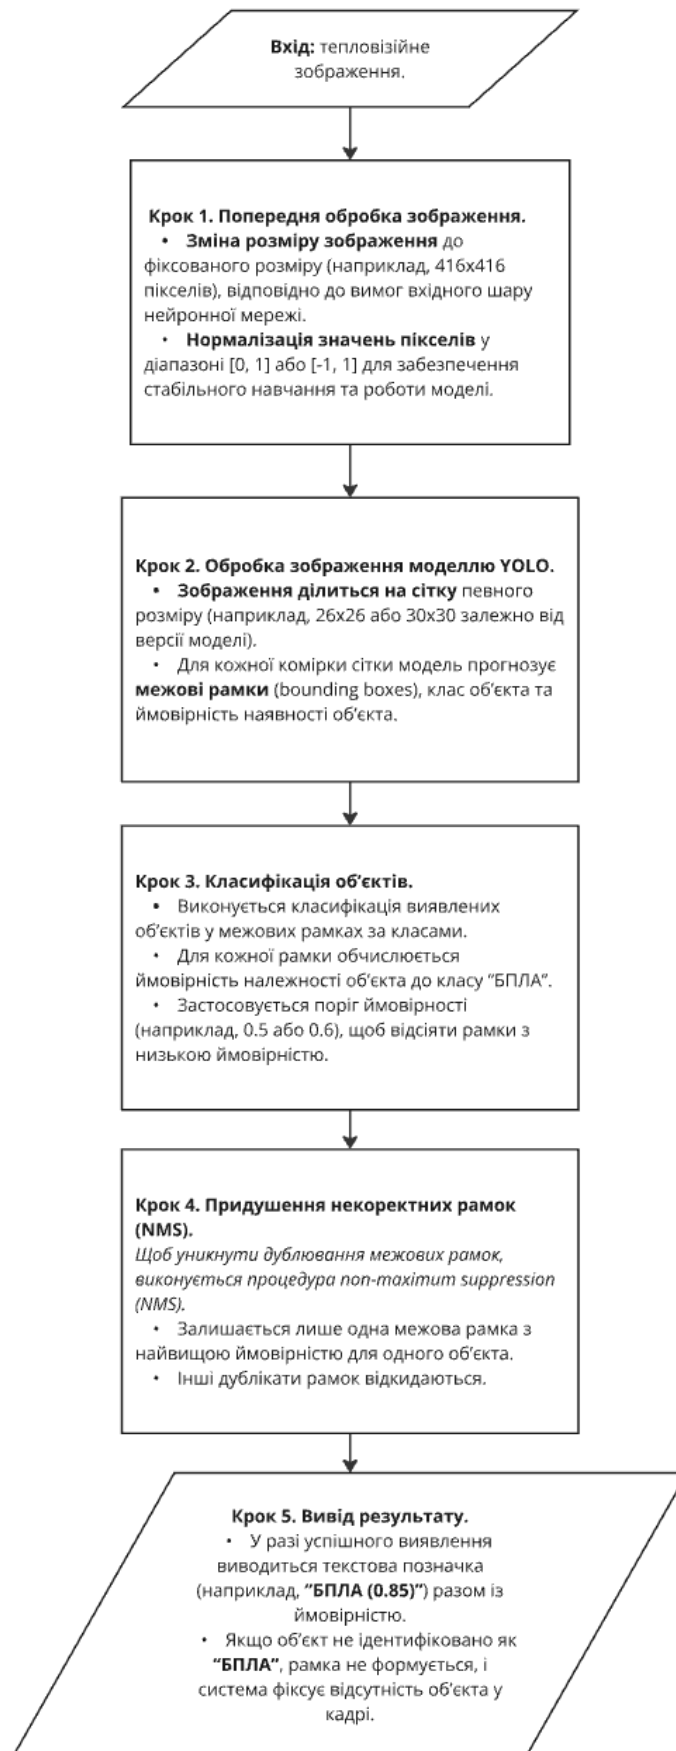 Вхід: тепловізійне
зображення.
Крок 1. Попередня обробка зображення.
• Зміна розміру зображення до
фіксованого розміру (наприклад, 416x416
пікселів), відповідно до вимог вхідного шару
нейронної мережі.
• Нормалізація значень пікселів у
діапазоні [0, 1] або [-1, 1] для забезпечення
стабільного навчання та роботи моделі.
Крок 2. Обробка зображення моделлю YOLO.
• Зображення ділиться на сітку певного
розміру (наприклад, 26x26 або 30x30 залежно від
версії моделі).
• Для кожної комірки сітки модель прогнозує
межові рамки (bounding boxes), клас об’єкта та
ймовірність наявності об’єкта.
Крок 3. Класифікація об’єктів.
• Виконується класифікація виявлених
об’єктів у межових рамках за класами.
• Для кожної рамки обчислюється
ймовірність належності об’єкта до класу “БПЛА”.
• Застосовується поріг ймовірності
(наприклад, 0.5 або 0.6), щоб відсіяти рамки з
низькою ймовірністю.
Крок 4. Придушення некоректних рамок
(NMS).
Щоб уникнути дублювання межових рамок,
виконується процедура non-maximum suppression
(NMS).
• Залишається лише одна межова рамка з
найвищою ймовірністю для одного об’єкта.
• Інші дублікати рамок відкидаються.
Крок 5. Вивід результату.
• У разі успішного виявлення
виводиться текстова позначка
(наприклад, “БПЛА (0.85)”) разом із
ймовірністю.
• Якщо об’єкт не ідентифіковано як
“БПЛА”, рамка не формується, і
система фіксує відсутність об’єкта у
кадрі.